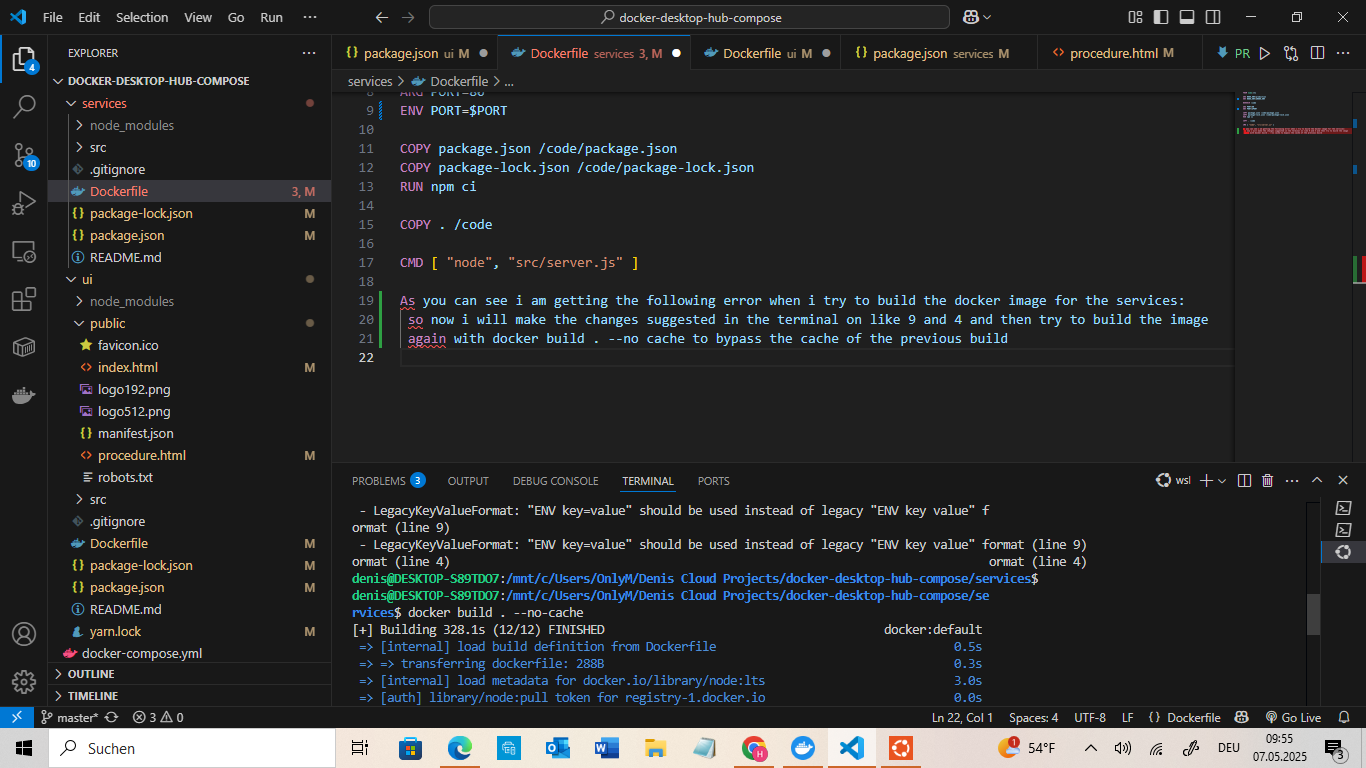 File Edit Selection View Go Run ··· docker-desktop-hub-compose
EXPLORER ···
package.json ui M
Dockerfile services 3, M
Dockerfile ui M
package.json services M
procedure.html M
PR
DOCKER-DESKTOP-HUB-COMPOSE
services > Dockerfile > ...
services
node_modules
src
.gitignore
Dockerfile 3, M
package-lock.json M
package.json M
README.md
ui
node_modules
public
favicon.ico
index.html M
logo192.png
logo512.png
manifest.json
procedure.html M
robots.txt
src
.gitignore
Dockerfile M
package-lock.json M
package.json M
README.md
yarn.lock M
docker-compose.yml
OUTLINE
TIMELINE
4
10
8 ARG PORT=80
9 ENV PORT=$PORT
10
11 COPY package.json /code/package.json
12 COPY package-lock.json /code/package-lock.json
13 RUN npm ci
14
15 COPY . /code
16
17 CMD [ "node", "src/server.js" ]
18
19 As you can see i am getting the following error when i try to build the docker image for the services:
20 so now i will make the changes suggested in the terminal on like 9 and 4 and then try to build the image
21 again with docker build . --no cache to bypass the cache of the previous build
22
PROBLEMS 3 OUTPUT DEBUG CONSOLE TERMINAL PORTS wsl
- LegacyKeyValueFormat: "ENV key=value" should be used instead of legacy "ENV key value" f
ormat (line 9)
- LegacyKeyValueFormat: "ENV key=value" should be used instead of legacy "ENV key value" format (line 9)
ormat (line 4) ormat (line 4)
denis@DESKTOP-S89TDO7:/mnt/c/Users/OnlyM/Denis Cloud Projects/docker-desktop-hub-compose/services$
denis@DESKTOP-S89TDO7:/mnt/c/Users/OnlyM/Denis Cloud Projects/docker-desktop-hub-compose/se
rvices$ docker build . --no-cache
[+] Building 328.1s (12/12) FINISHED docker:default
=> [internal] load build definition from Dockerfile 0.5s
=> => transferring dockerfile: 288B 0.3s
=> [internal] load metadata for docker.io/library/node:lts 3.0s
=> [auth] library/node:pull token for registry-1.docker.io 0.0s
master* 3 0 Ln 22, Col 1 Spaces: 4 UTF-8 LF Dockerfile Go Live
Suchen 1 54°F DEU 09:55
07.05.2025 3